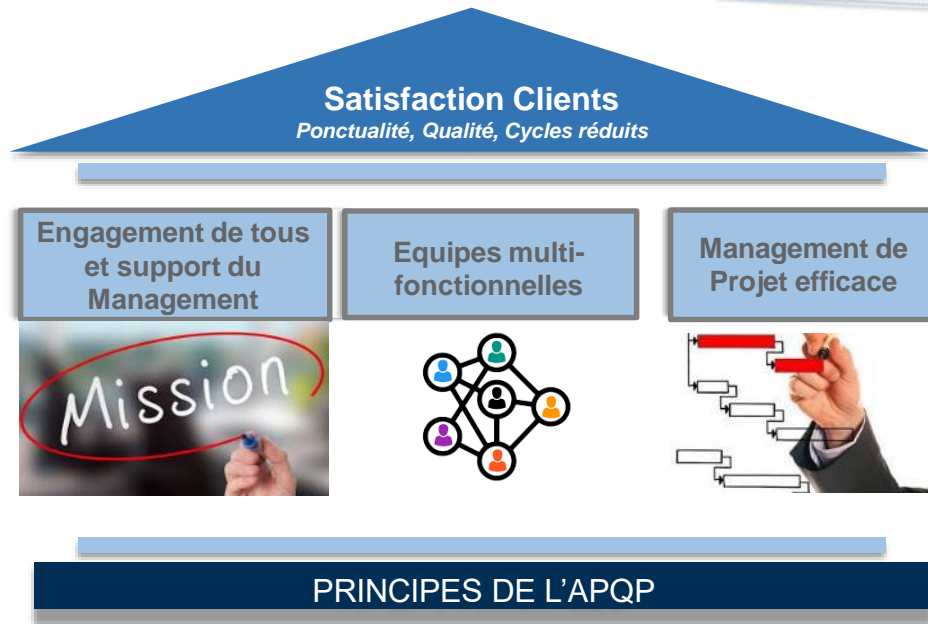 Satisfaction Clients
Ponctualité, Qualité, Cycles réduits
Engagement de tous
et support du
Management
Equipes multi-
fonctionnelles
Management de
Projet efficace
Mission
PRINCIPES DE L'APQP